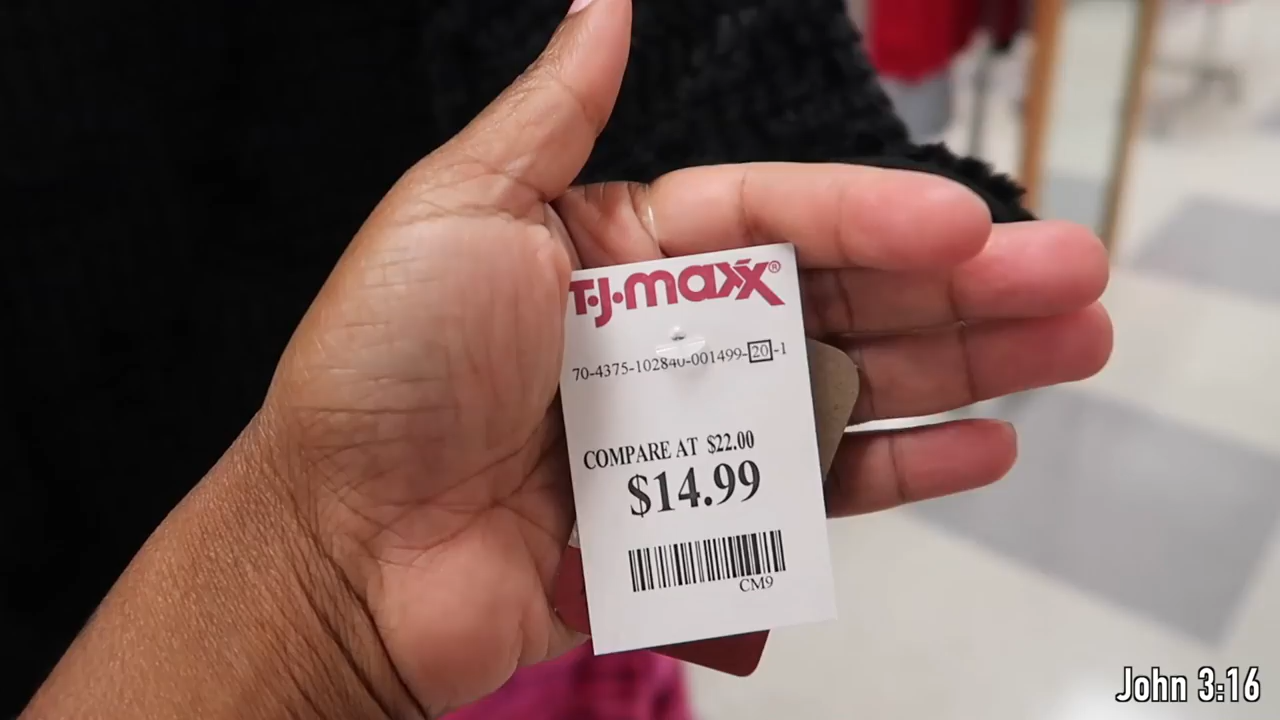 T·J·maxx®
70-4375-102840-001499-20-1
COMPARE AT $22.00
$14.99
CM9
John 3:16